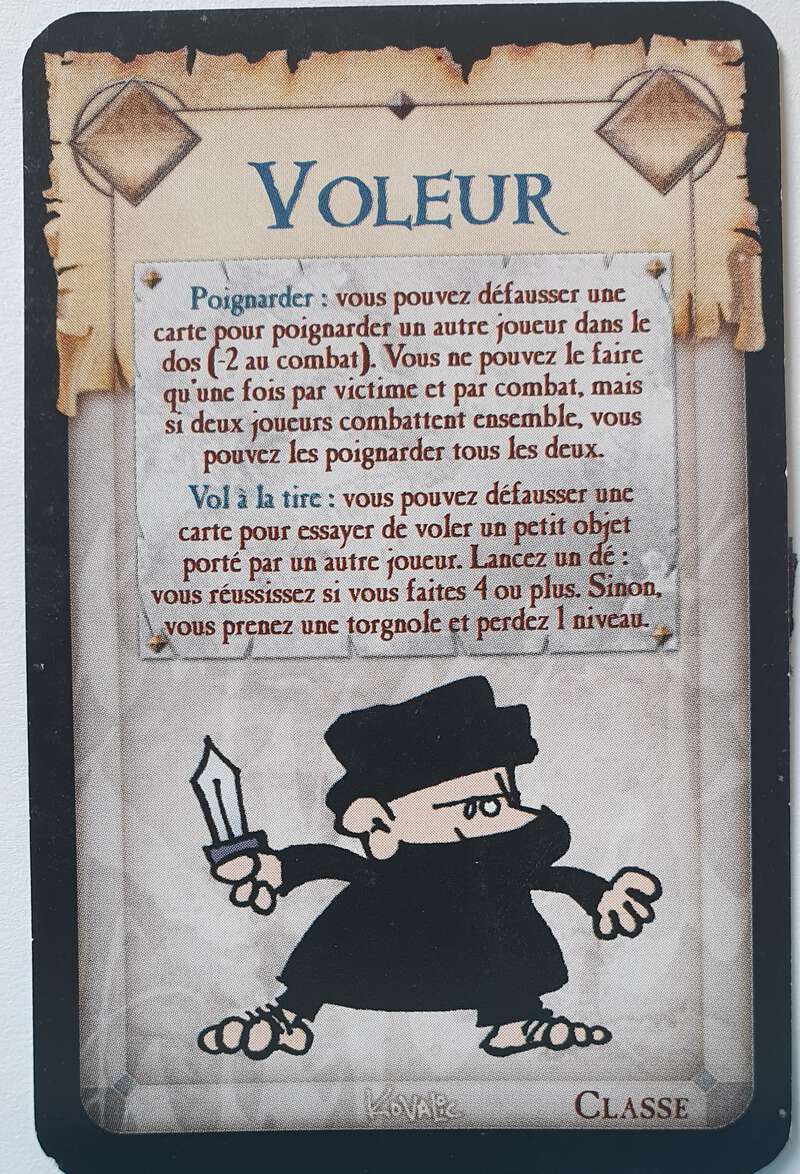 VOLEUR
Poignarder : vous pouvez défausser une
carte pour poignarder un autre joueur dans le
dos (-2 au combat). Vous ne pouvez le faire
qu'une fois par victime et par combat, mais
si deux joueurs combattent ensemble, vous
pouvez les poignarder tous les deux.
Vol à la tire : vous pouvez défausser une
carte pour essayer de voler un petit objet
porté par un autre joueur. Lancez un dé :
vous réussissez si vous faites 4 ou plus. Sinon,
vous prenez une torgnole et perdez 1 niveau.
KOVALIC
CLASSE